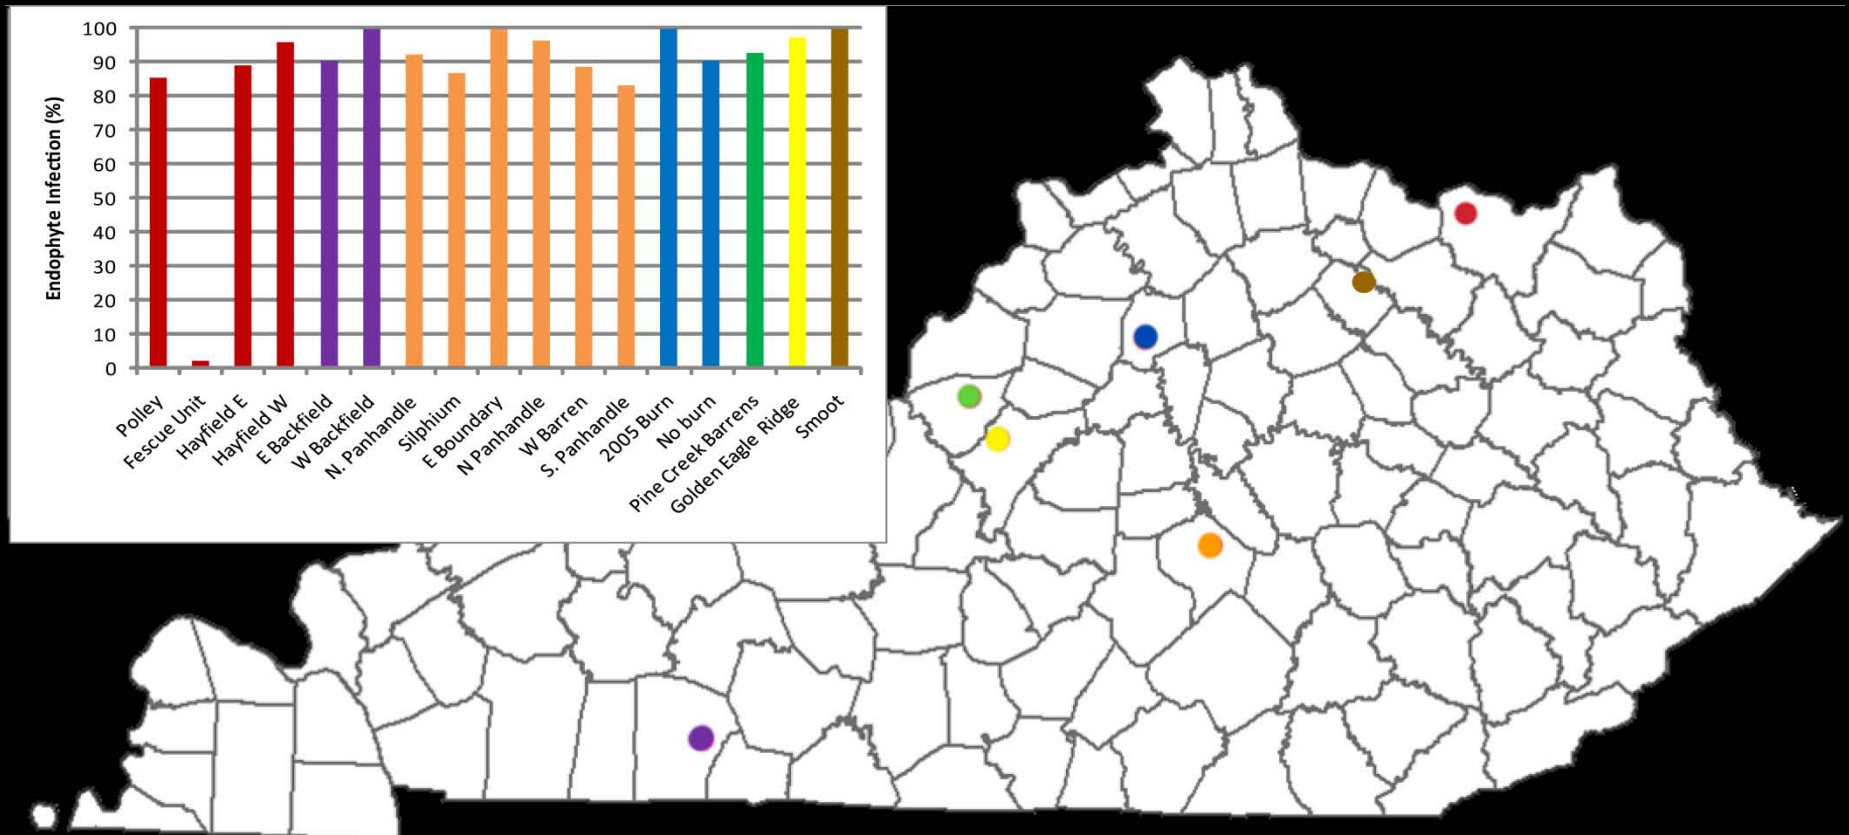 Endophyte Infection (%)
100
90
80
70
60
50
40
30
20
10
0
Polley
Fescue Unit
Hayfield E
Hayfield W
E Backfield
W Backfield
N. Panhandle
Silphium
E Boundary
N Panhandle
W Barren
S. Panhandle
2005 Burn
No burn
Pine Creek Barrens
Golden Eagle Ridge
Smoot